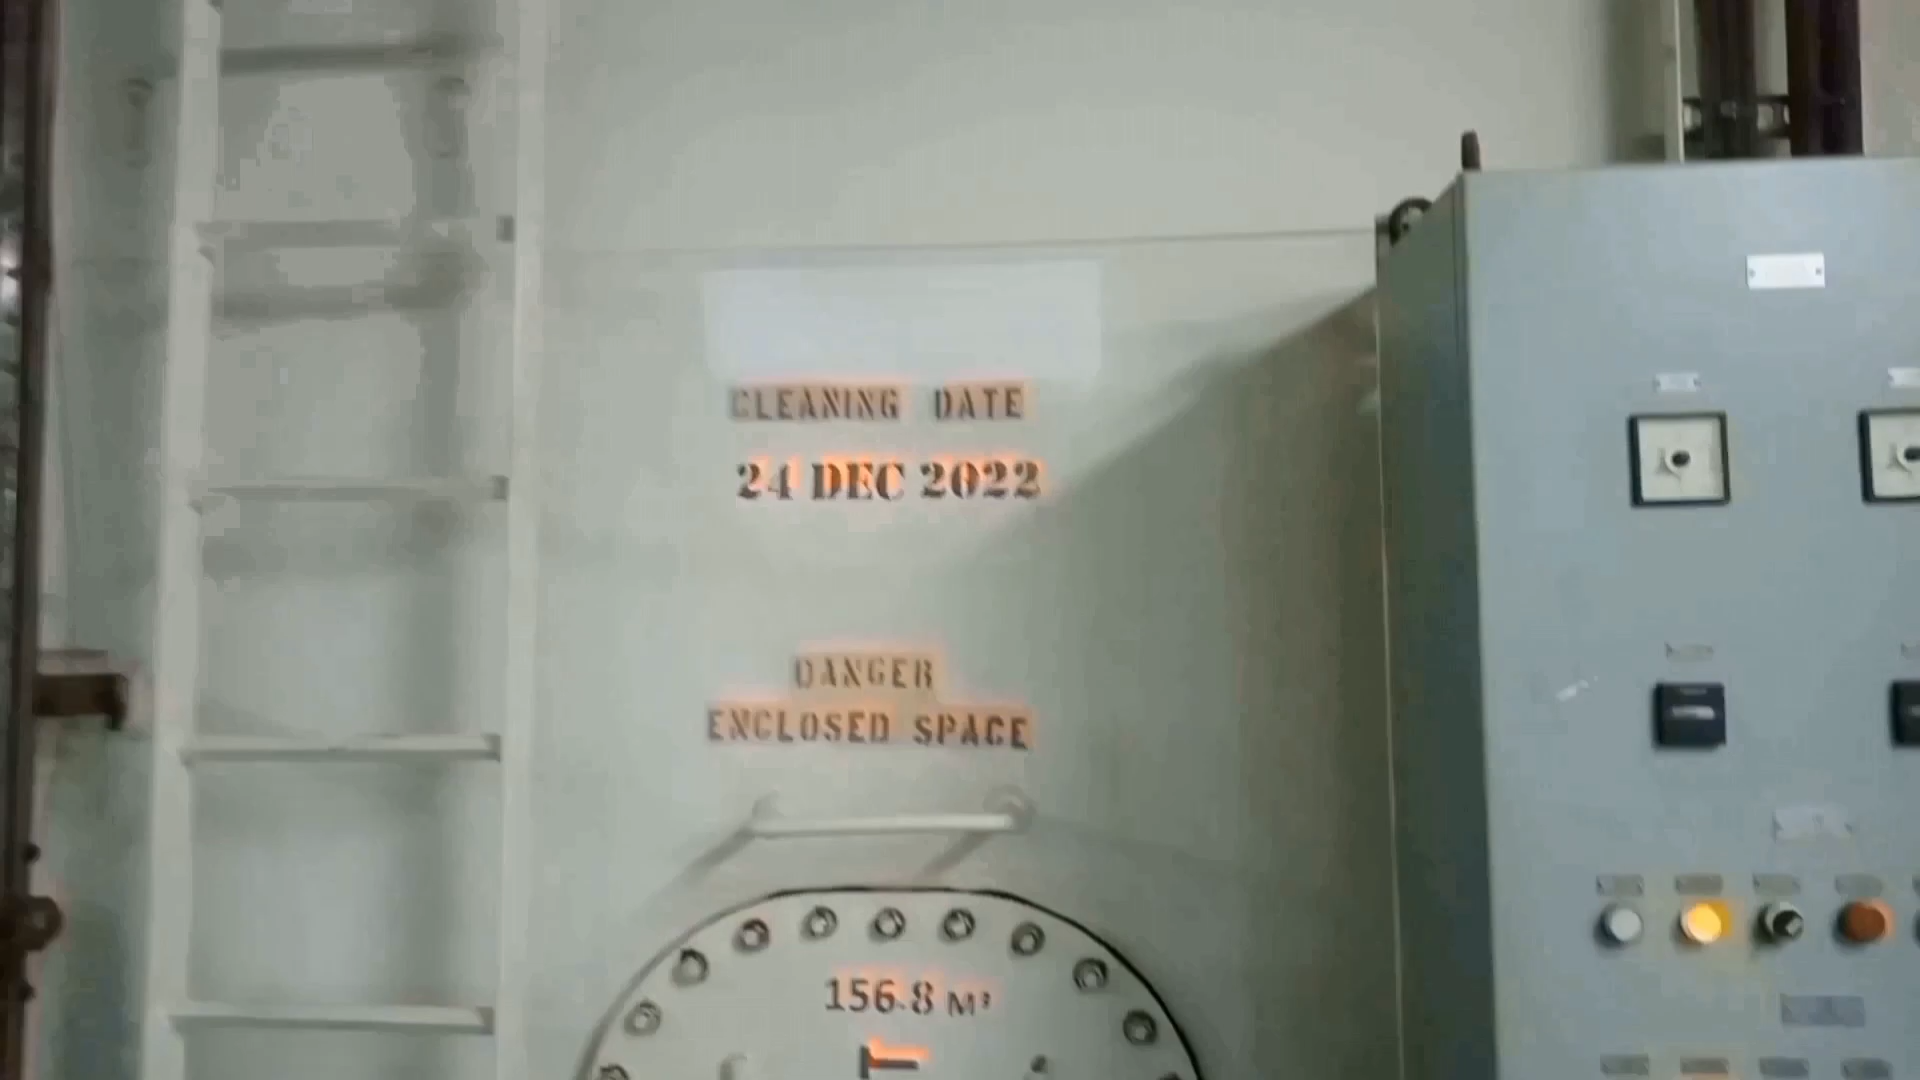 CLEANING DATE
24 DEC 2022
DANGER
ENCLOSED SPACE
156.8 M³